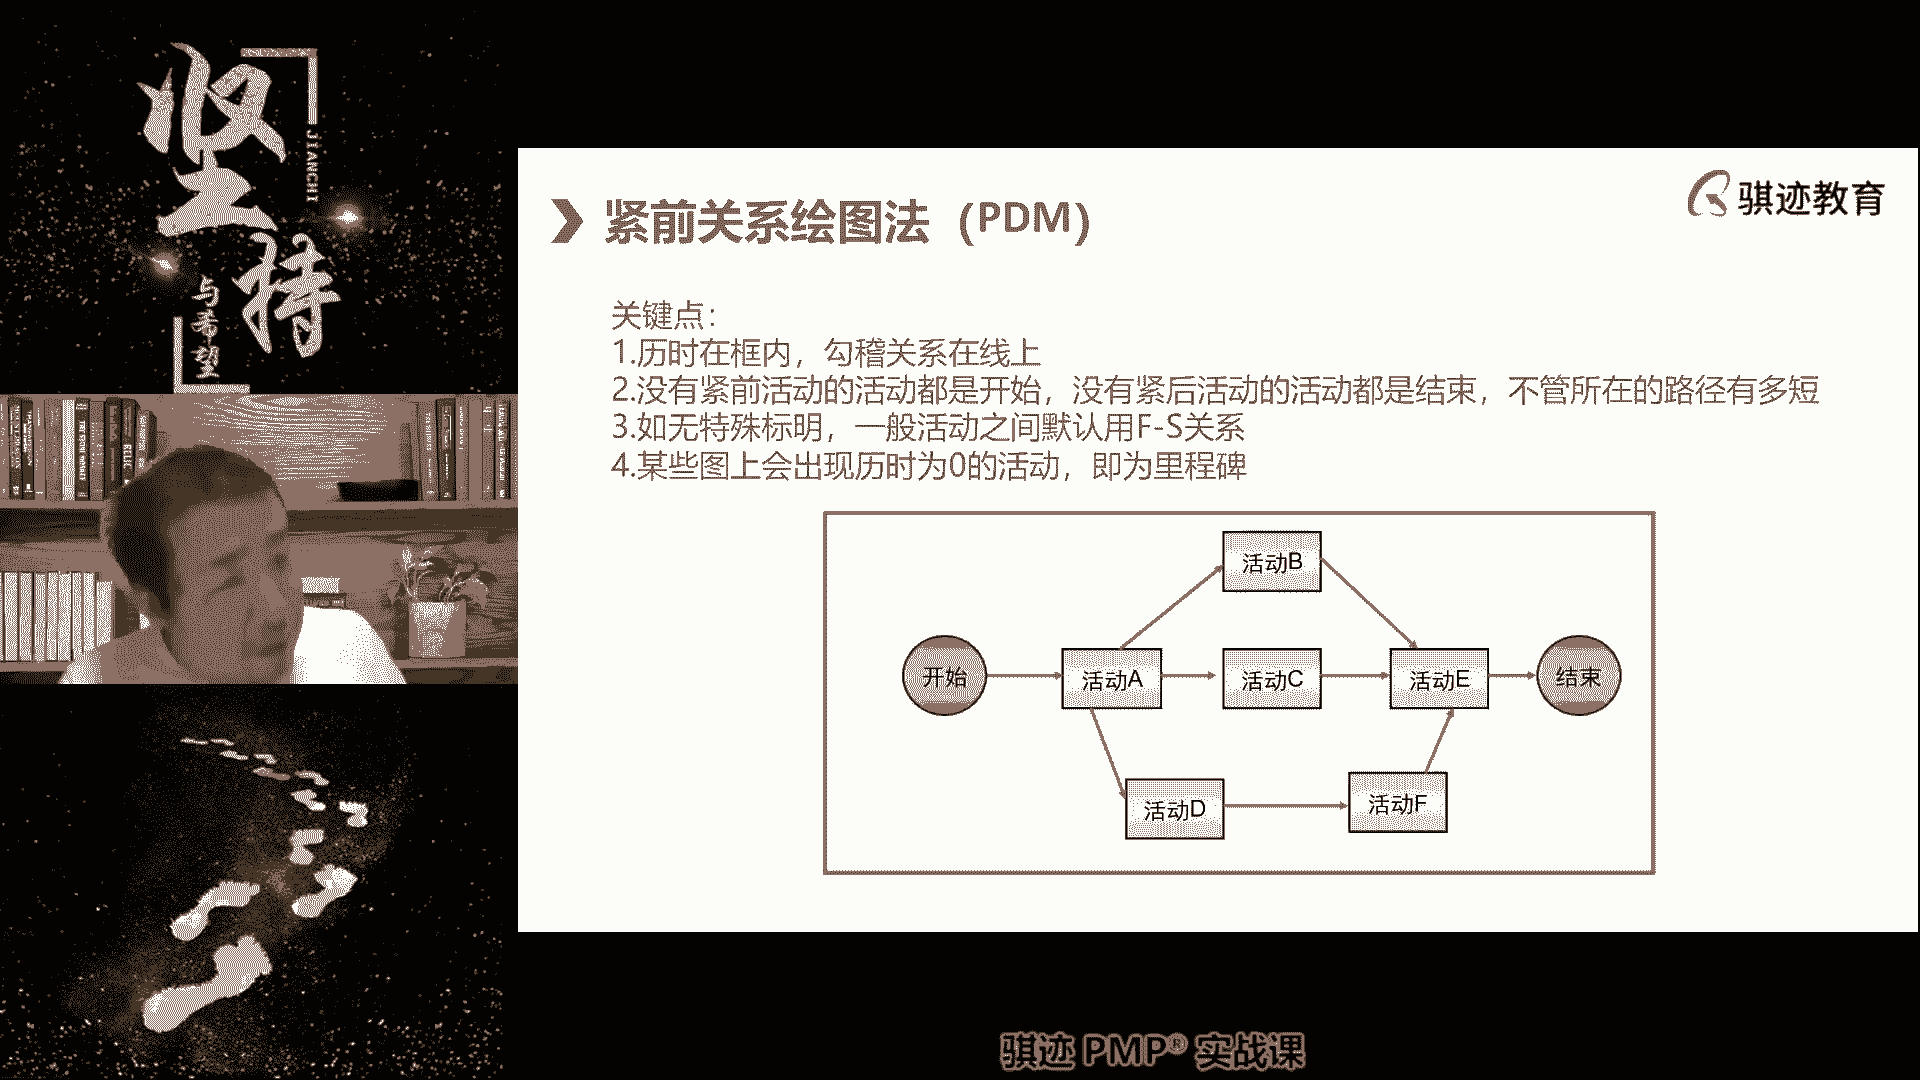 坚持
JIANCHI
与希望
骐迹教育
紧前关系绘图法（PDM）
关键点：
1.历时在框内，勾稽关系在线上
2.没有紧前活动的活动都是开始，没有紧后活动的活动都是结束，不管所在的路径有多短
3.如无特殊标明，一般活动之间默认用F-S关系
4.某些图上会出现历时为0的活动，即为里程碑
活动B
开始
活动A
活动C
活动E
结束
活动D
活动F
骐迹 PMP® 实战课